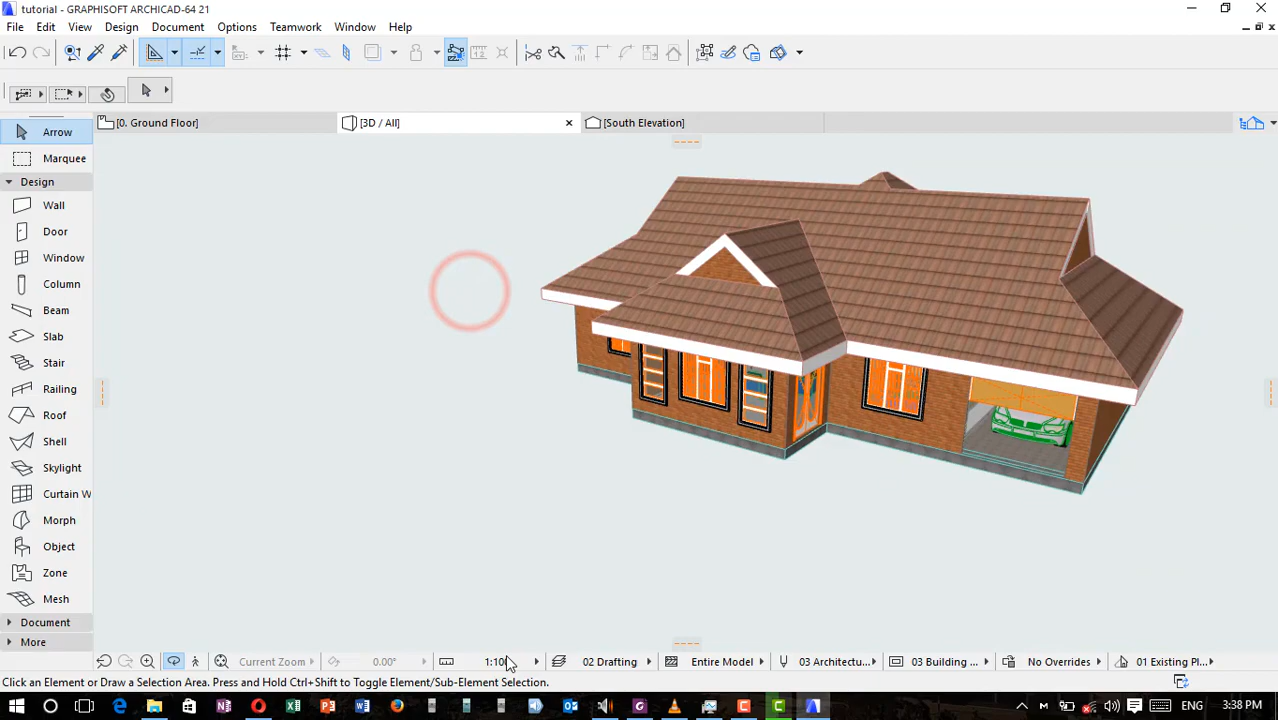 tutorial - GRAPHISOFT ARCHICAD-64 21
File Edit View Design Document Options Teamwork Window Help
[0. Ground Floor] [3D / All] [South Elevation]
Arrow
Marquee
Design
Wall
Door
Window
Column
Beam
Slab
Stair
Railing
Roof
Shell
Skylight
Curtain W
Morph
Object
Zone
Mesh
Document
More
Current Zoom 0.00° 1:100 02 Drafting Entire Model 03 Architectu... 03 Building ... No Overrides 01 Existing Pl...
Click an Element or Draw a Selection Area. Press and Hold Ctrl+Shift to Toggle Element/Sub-Element Selection.
ENG 3:38 PM